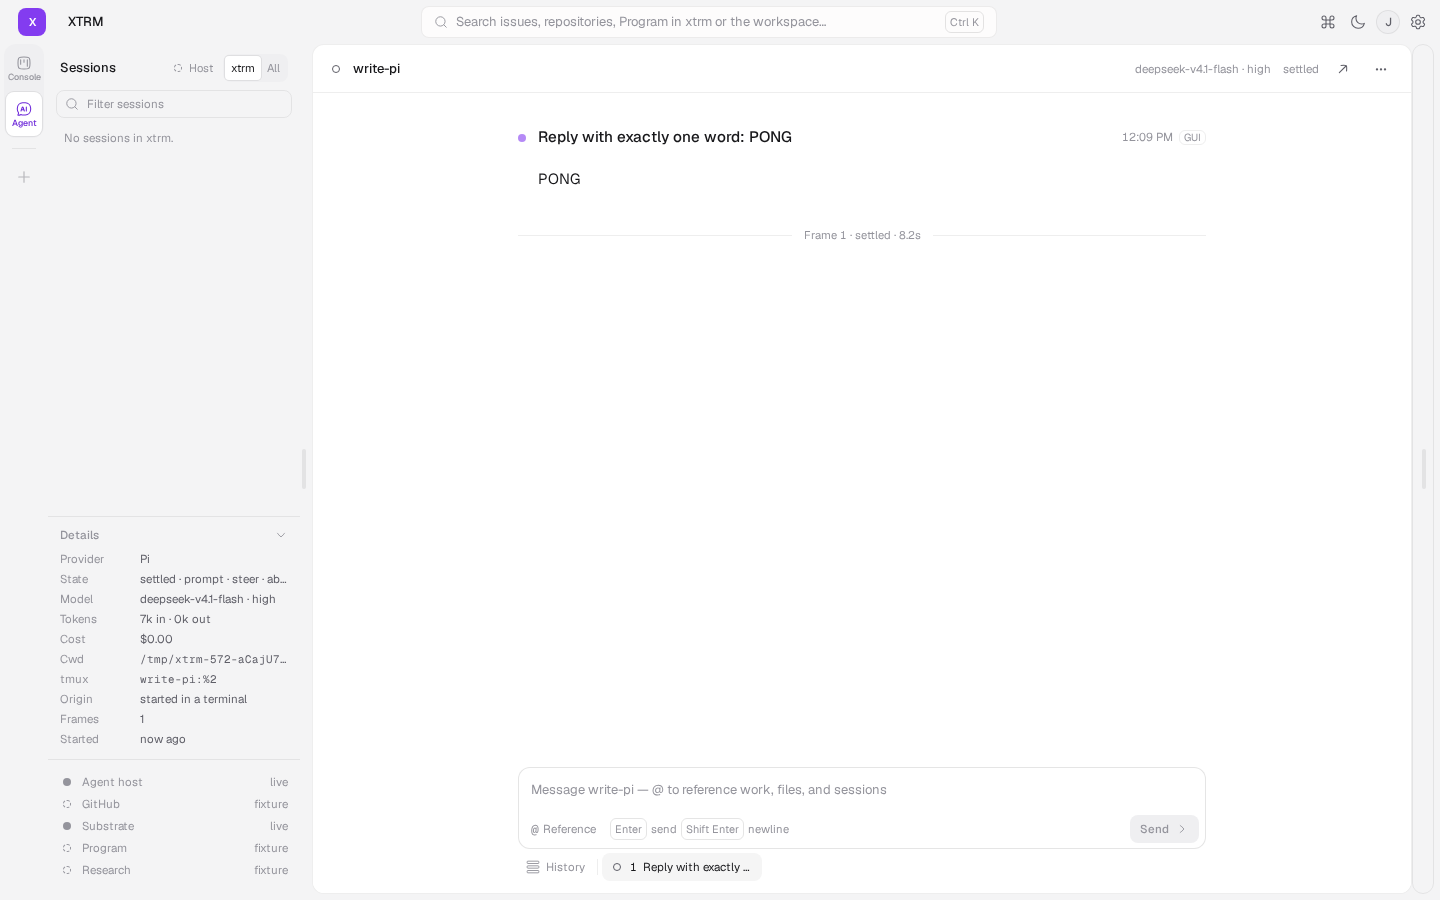 X XTRM
Search issues, repositories, Program in xtrm or the workspace… Ctrl K
J
Console
Agent
AI
Sessions Host xtrm All
Filter sessions
No sessions in xtrm.
write-pi deepseek-v4.1-flash · high settled
Reply with exactly one word: PONG 12:09 PM GUI
PONG
Frame 1 · settled · 8.2s
Details
Provider Pi
State settled · prompt · steer · ab…
Model deepseek-v4.1-flash · high
Tokens 7k in · 0k out
Cost $0.00
Cwd /tmp/xtrm-572-aCajU7…
tmux write-pi:%2
Origin started in a terminal
Frames 1
Started now ago
Agent host live
GitHub fixture
Substrate live
Program fixture
Research fixture
Message write-pi — @ to reference work, files, and sessions
@ Reference Enter send Shift Enter newline Send
History 1 Reply with exactly …